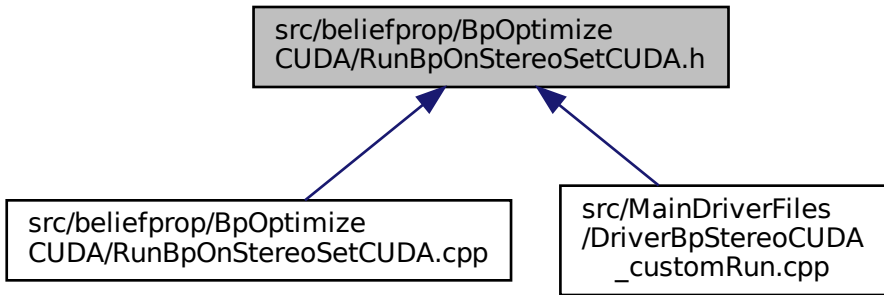 src/beliefprop/BpOptimize
CUDA/RunBpOnStereoSetCUDA.h
src/beliefprop/BpOptimize
CUDA/RunBpOnStereoSetCUDA.cpp
src/MainDriverFiles
/DriverBpStereoCUDA
_customRun.cpp